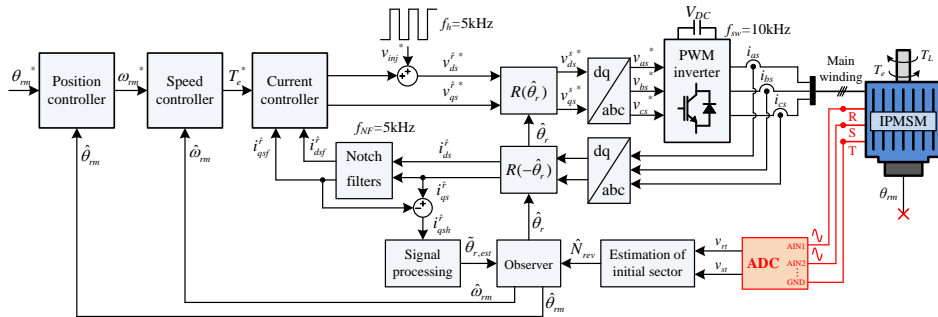 f_h=5kHz
V_DC
v_inj*
f_sw=10kHz
θ_rm*
Position controller
ω_rm*
Speed controller
T_e*
Current controller
v_ds^r̂*
v_qs^r̂*
R(θ̂_r)
v_ds^s*
v_qs^s*
dq
abc
v_as*
v_bs*
v_cs*
PWM inverter
i_as
i_bs
i_cs
Main winding
T_e
T_L
IPMSM
R
S
T
θ_rm
θ̂_rm
ω̂_rm
i_qsf^r̂
i_dsf^r̂
f_NF=5kHz
Notch filters
i_ds^r̂
i_qs^r̂
θ̂_r
R(-θ̂_r)
dq
abc
i_qsh^r̂
θ̂_r
Signal processing
θ̃_r,est
Observer
N̂_rev
Estimation of initial sector
v_rt
v_st
ADC
AIN1
AIN2
⋮
GND
ω̂_rm
θ̂_rm